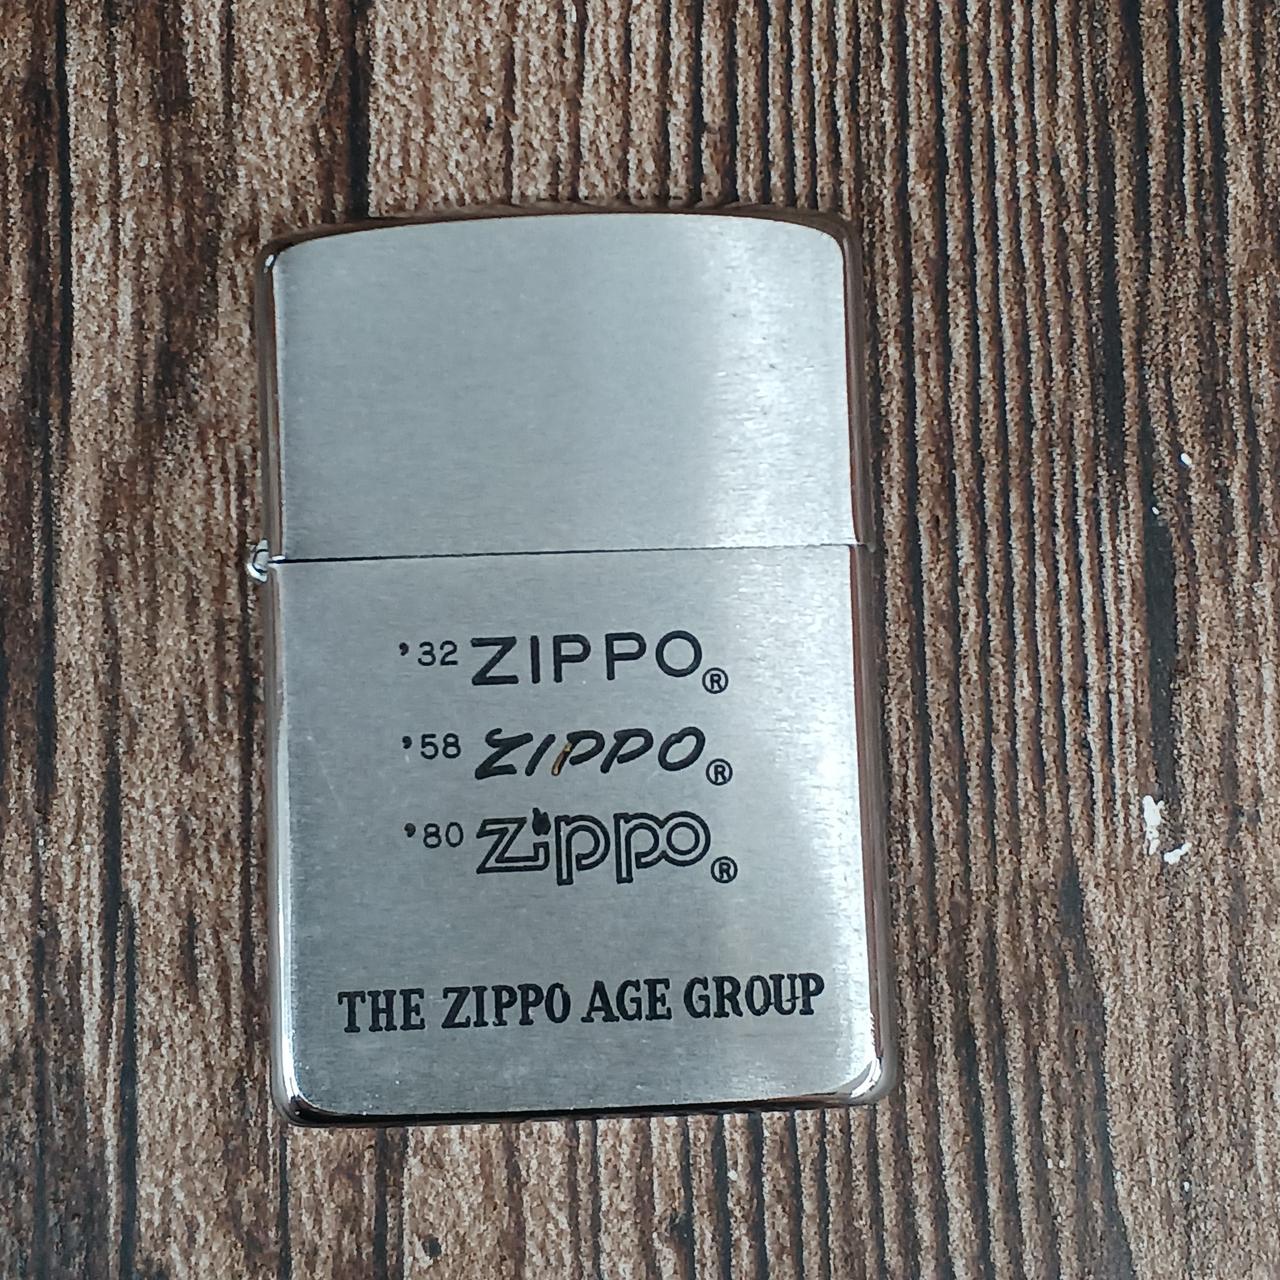 ’32 ZIPPO®
’58 ZIPPO®
’80 Zippo®
THE ZIPPO AGE GROUP